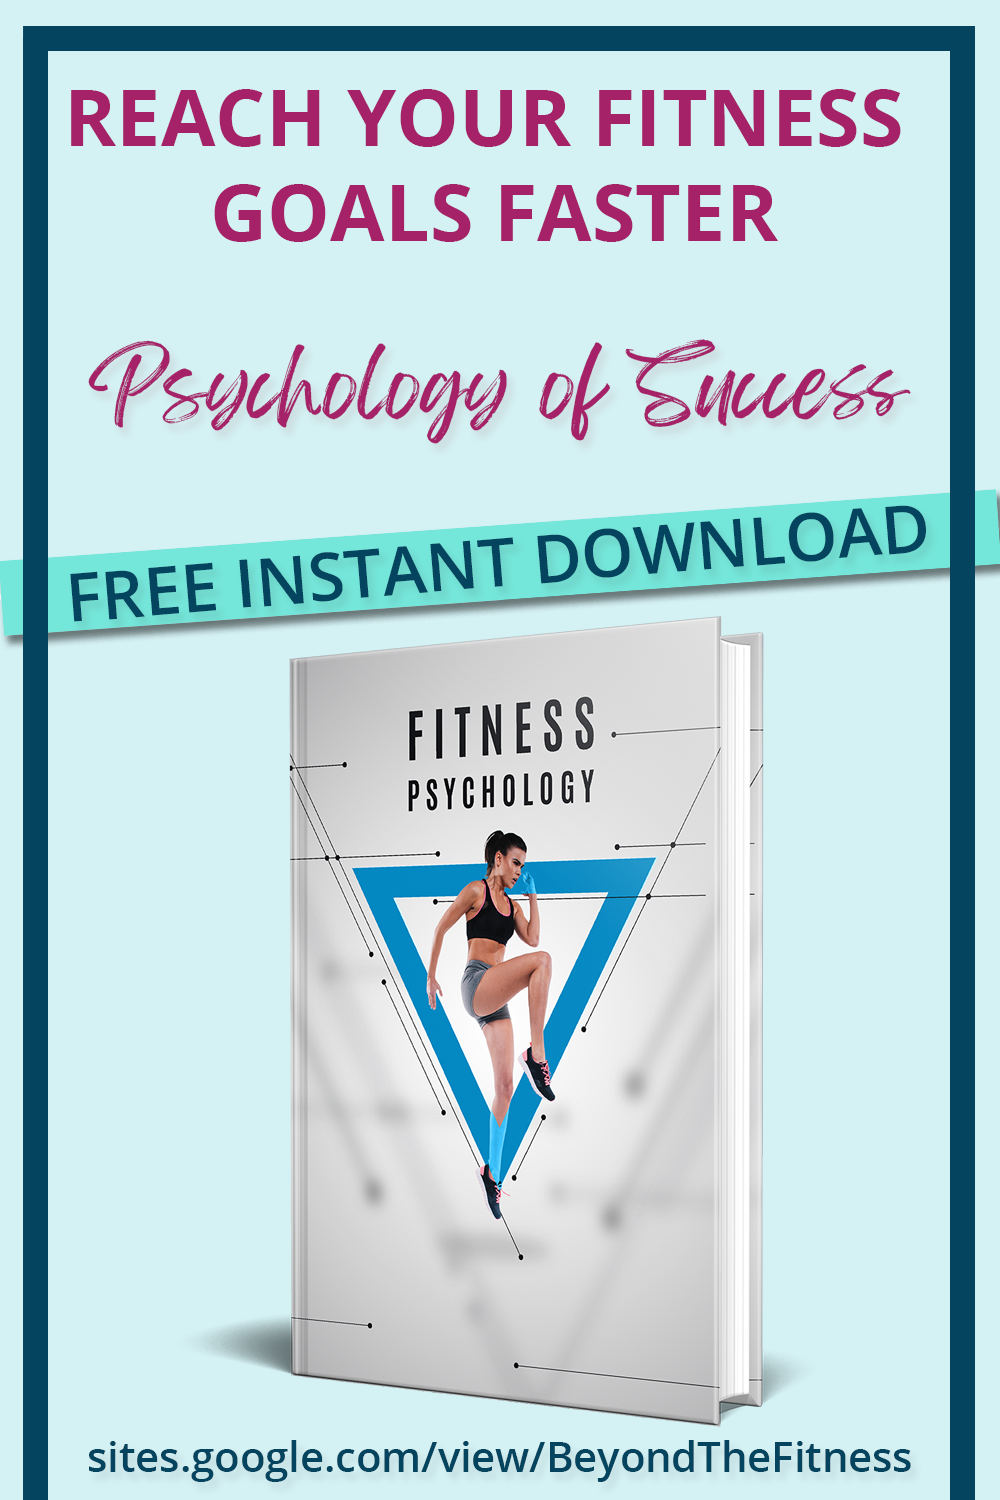 REACH YOUR FITNESS
GOALS FASTER
Psychology of Success
FREE INSTANT DOWNLOAD
FITNESS
PSYCHOLOGY
sites.google.com/view/BeyondTheFitness